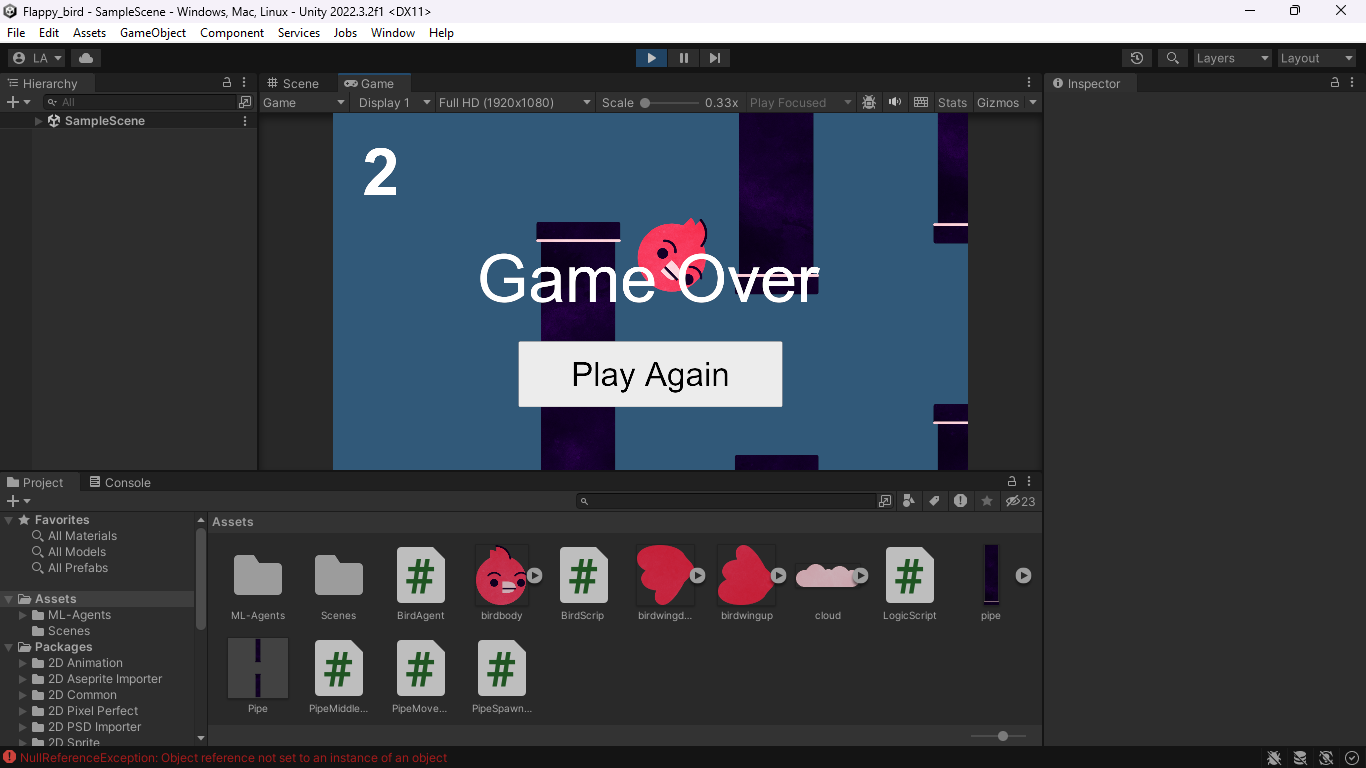 Flappy_bird - SampleScene - Windows, Mac, Linux - Unity 2022.3.2f1 <DX11>
File Edit Assets GameObject Component Services Jobs Window Help
LA Layers Layout
Hierarchy Scene Game Inspector
All Game Display 1 Full HD (1920x1080) Scale 0.33x Play Focused Stats Gizmos
SampleScene
2
Game Over
Play Again
Project Console
23
Favorites
All Materials
All Models
All Prefabs
Assets
ML-Agents
Scenes
Packages
2D Animation
2D Aseprite Importer
2D Common
2D Pixel Perfect
2D PSD Importer
2D Sprite
Assets
ML-Agents Scenes BirdAgent birdbody BirdScrip birdwingd... birdwingup cloud LogicScript pipe
Pipe PipeMiddle... PipeMove... PipeSpawn...
NullReferenceException: Object reference not set to an instance of an object